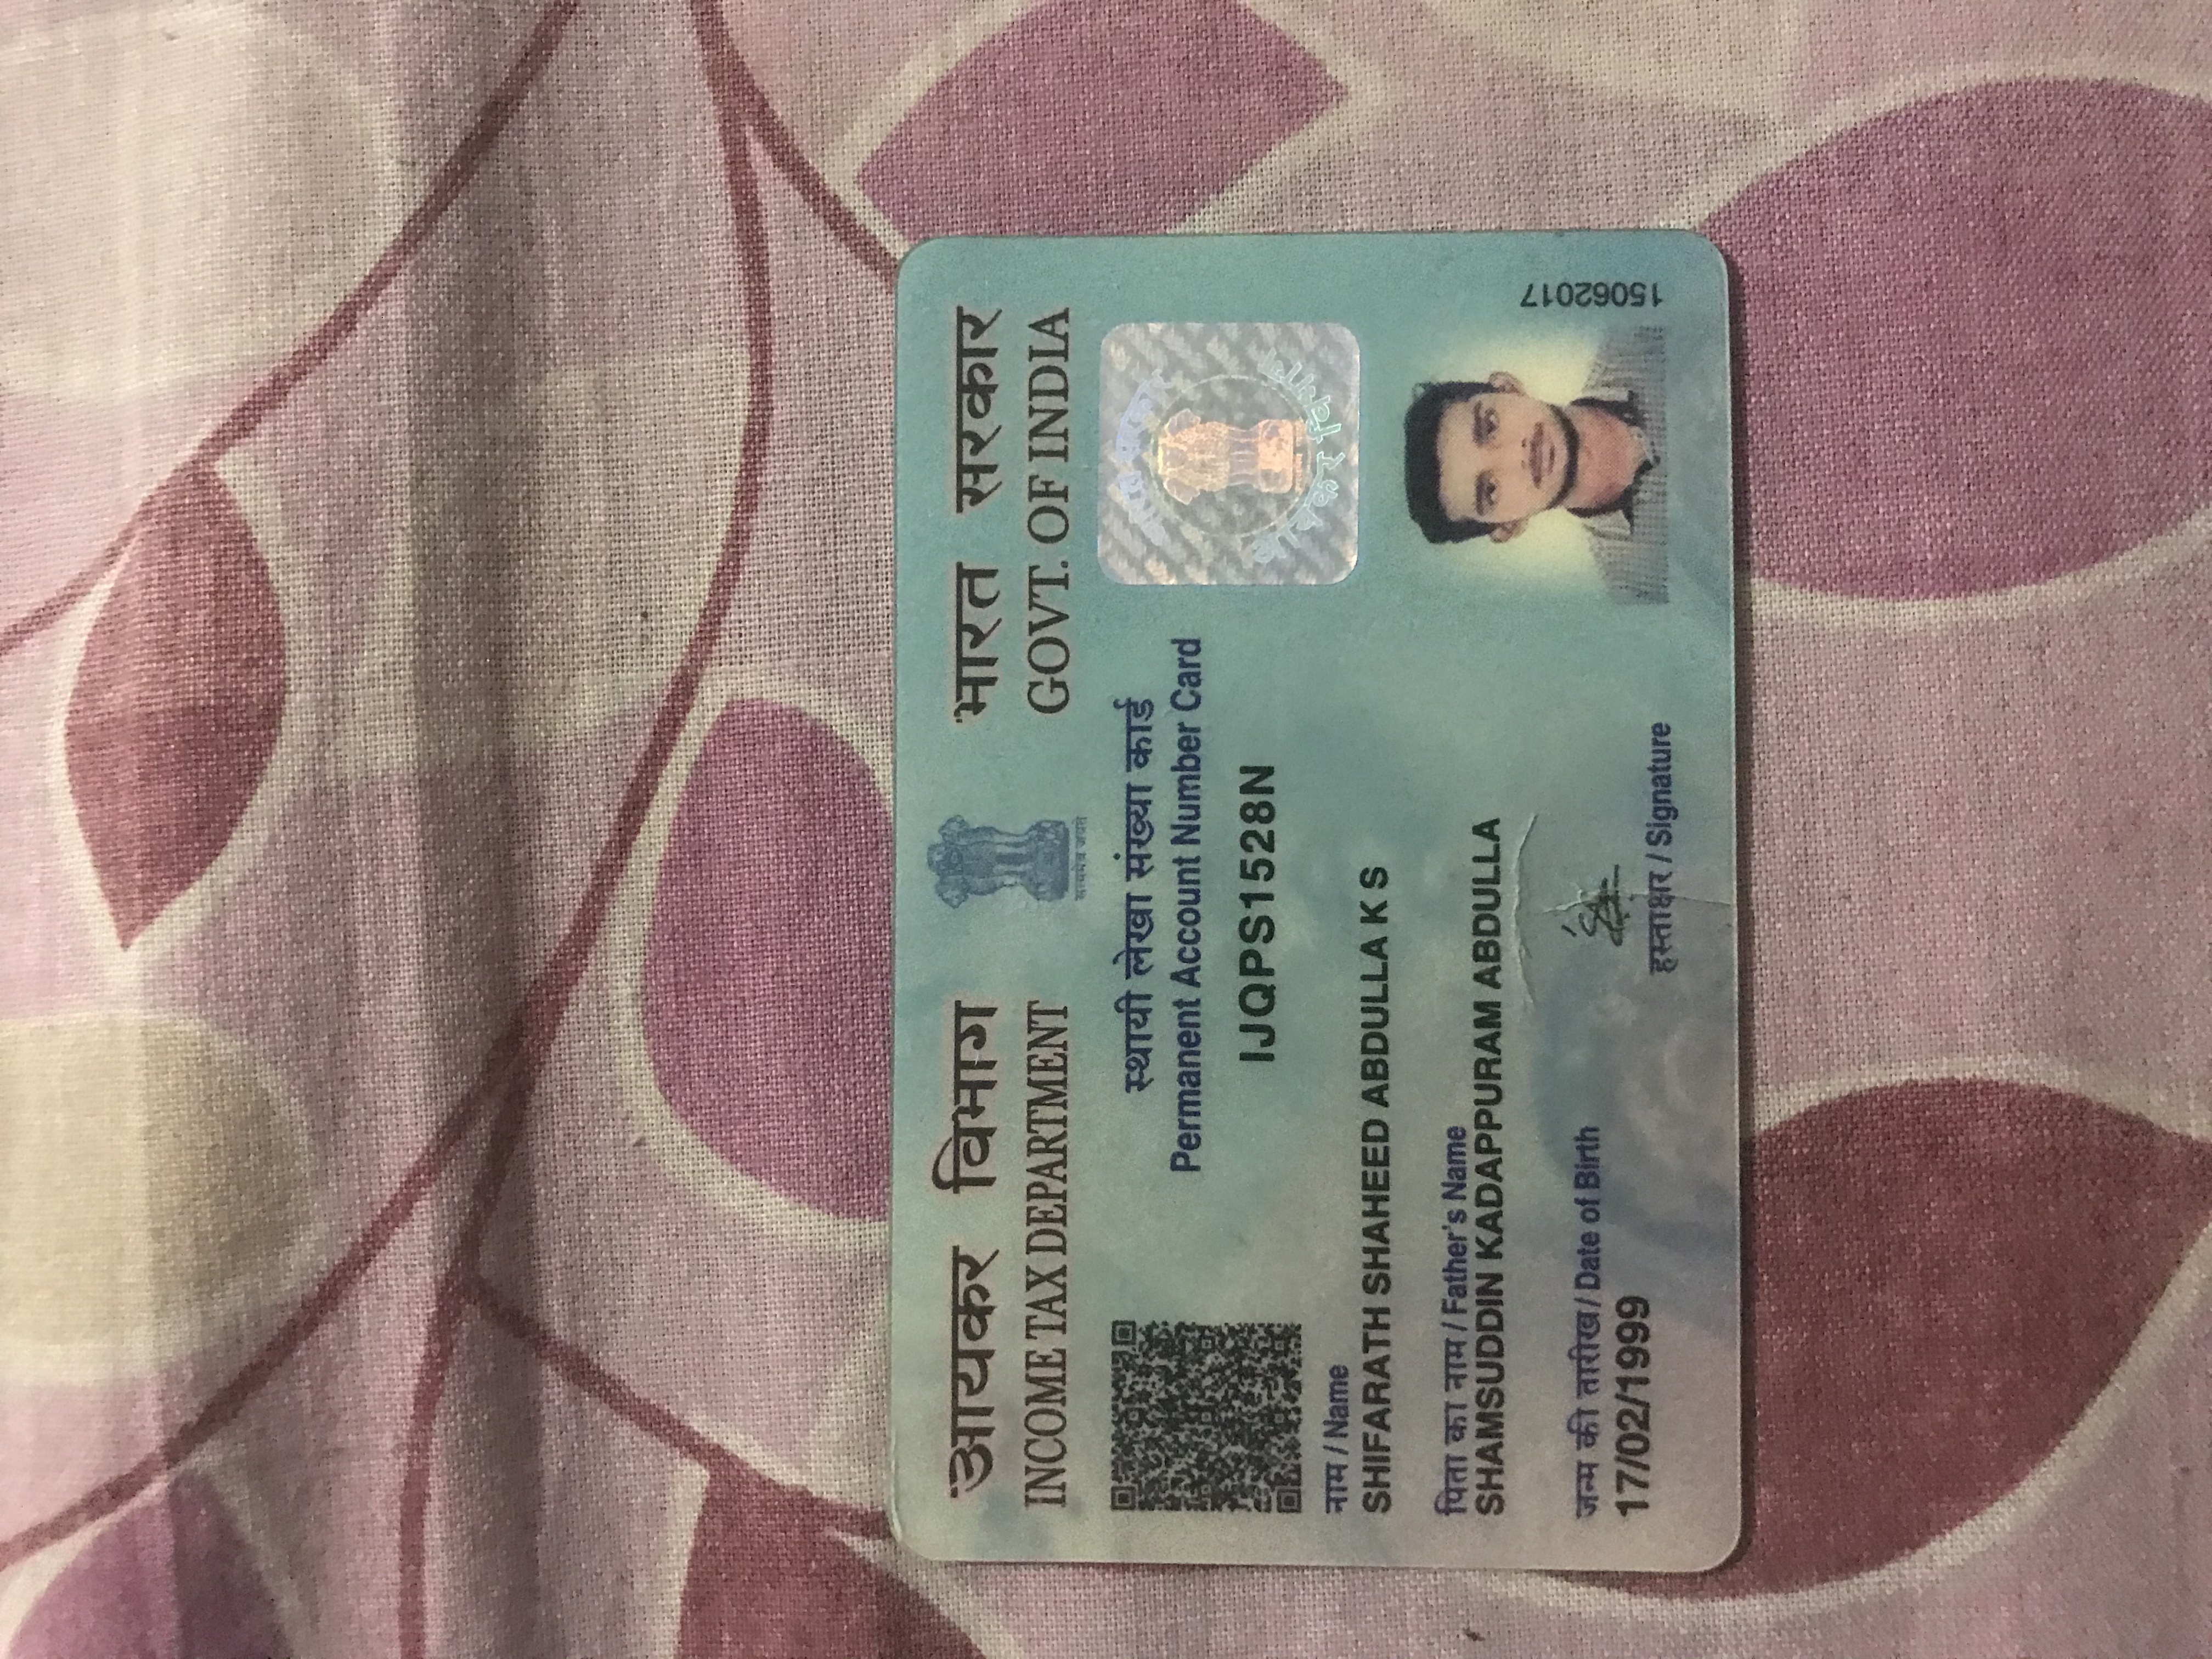 आयकर विभाग
INCOME TAX DEPARTMENT
सत्यमेव जयते
भारत सरकार
GOVT. OF INDIA
स्थायी लेखा संख्या कार्ड
Permanent Account Number Card
IJQPS1528N
भारत सरकार
आयकर विभाग
नाम / Name
SHIFARATH SHAHEED ABDULLA K S
पिता का नाम / Father's Name
SHAMSUDDIN KADAPPURAM ABDULLA
जन्म की तारीख / Date of Birth
17/02/1999
हस्ताक्षर / Signature
15062017